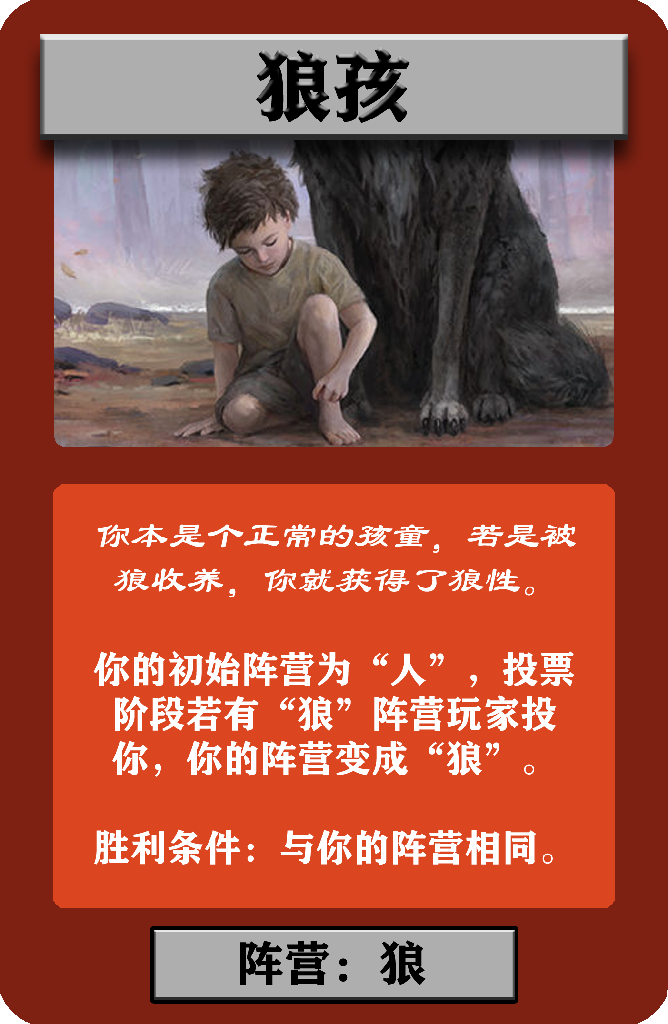 狼孩
你本是个正常的孩童，若是被
狼收养，你就获得了狼性。
你的初始阵营为“人”，投票
阶段若有“狼”阵营玩家投
你，你的阵营变成“狼”。
胜利条件：与你的阵营相同。
阵营：狼